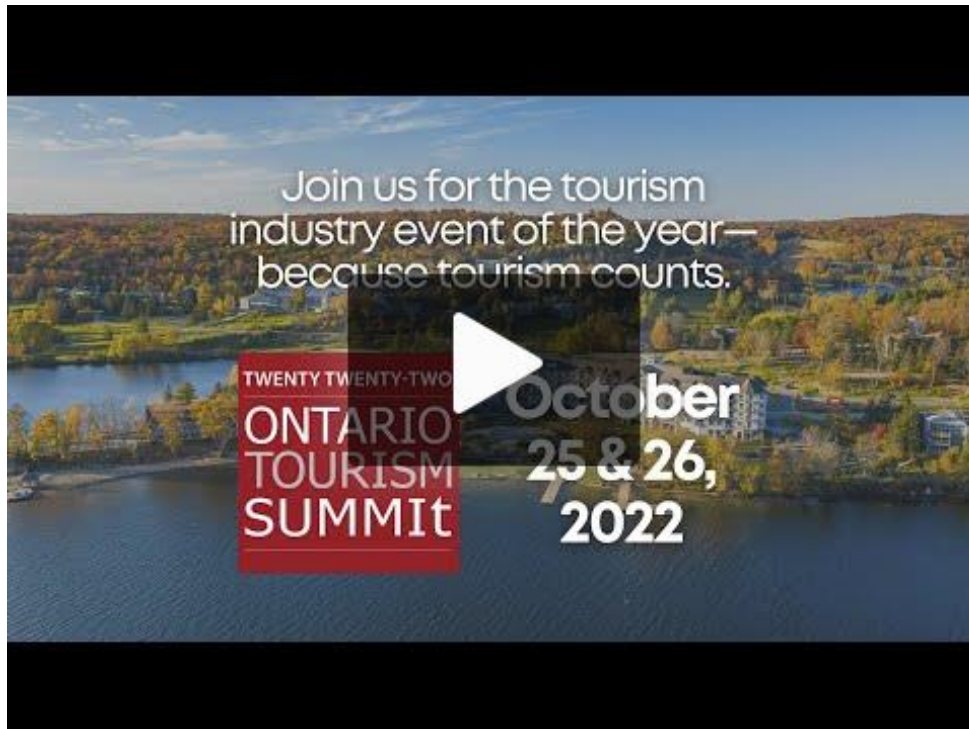 Join us for the tourism
industry event of the year—
because tourism counts.
TWENTY TWENTY-TWO
ONTARIO
TOURISM
SUMMIt
October
25 & 26,
2022